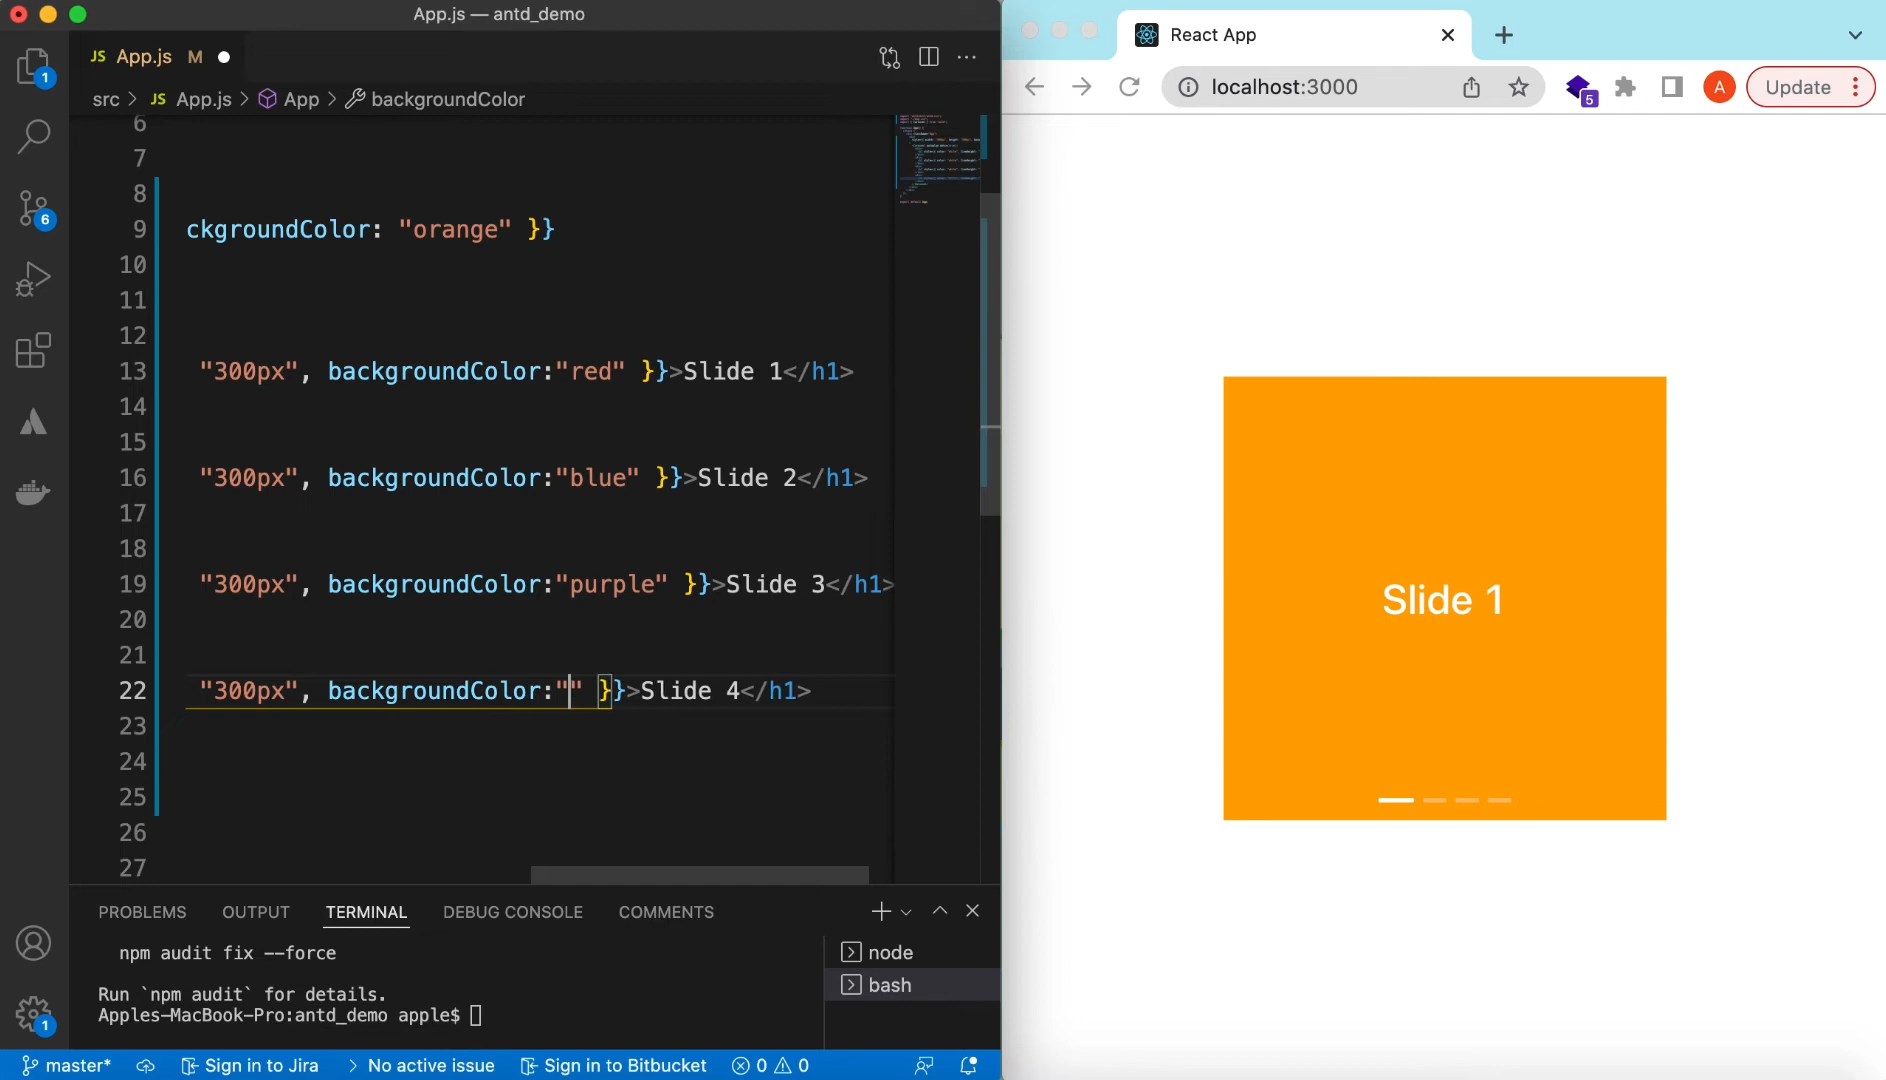 App.js — antd_demo
JS App.js M
src > JS App.js > App > backgroundColor
6
7
8
9 ckgroundColor: "orange" }}
10
11
12
13 "300px", backgroundColor:"red" }}>Slide 1</h1>
14
15
16 "300px", backgroundColor:"blue" }}>Slide 2</h1>
17
18
19 "300px", backgroundColor:"purple" }}>Slide 3</h1>
20
21
22 "300px", backgroundColor:"" }}>Slide 4</h1>
23
24
25
26
27
1
6
1
PROBLEMS OUTPUT TERMINAL DEBUG CONSOLE COMMENTS
npm audit fix --force
Run `npm audit` for details.
Apples-MacBook-Pro:antd_demo apple$
node
bash
master* Sign in to Jira > No active issue Sign in to Bitbucket 0 0
React App
localhost:3000 5 A Update
Slide 1